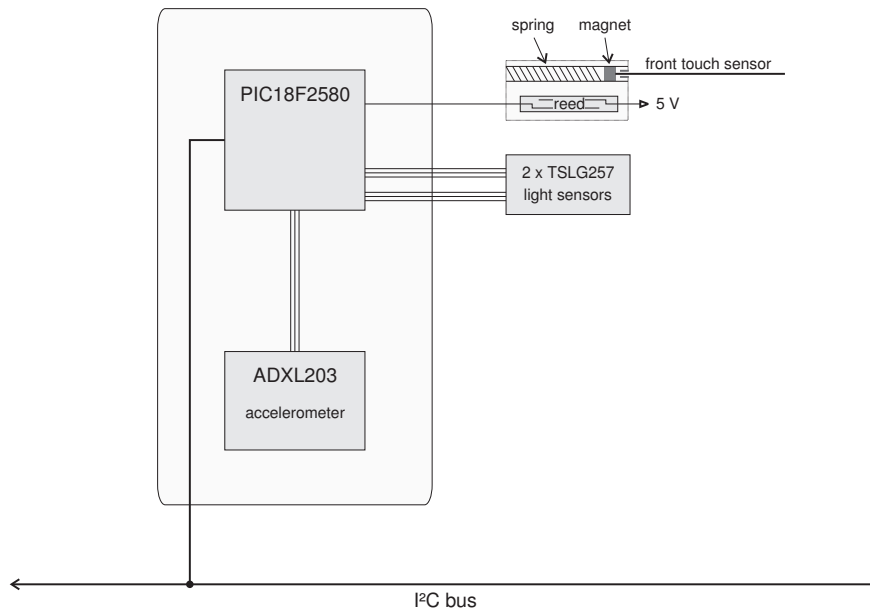 spring
magnet
front touch sensor
PIC18F2580
reed
5 V
2 x TSLG257
light sensors
ADXL203
accelerometer
I²C bus